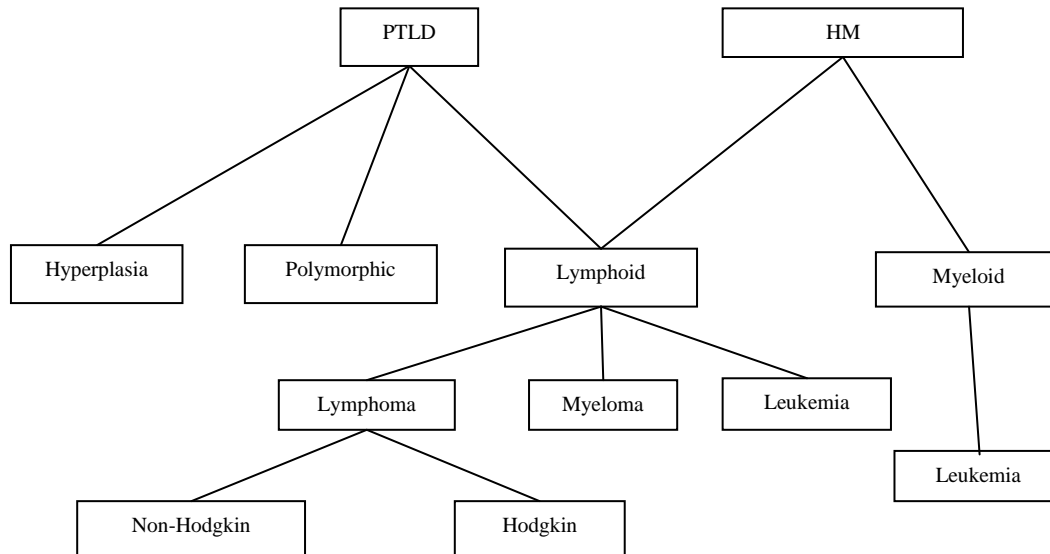 PTLD
HM
Hyperplasia
Polymorphic
Lymphoid
Myeloid
Lymphoma
Myeloma
Leukemia
Leukemia
Non-Hodgkin
Hodgkin